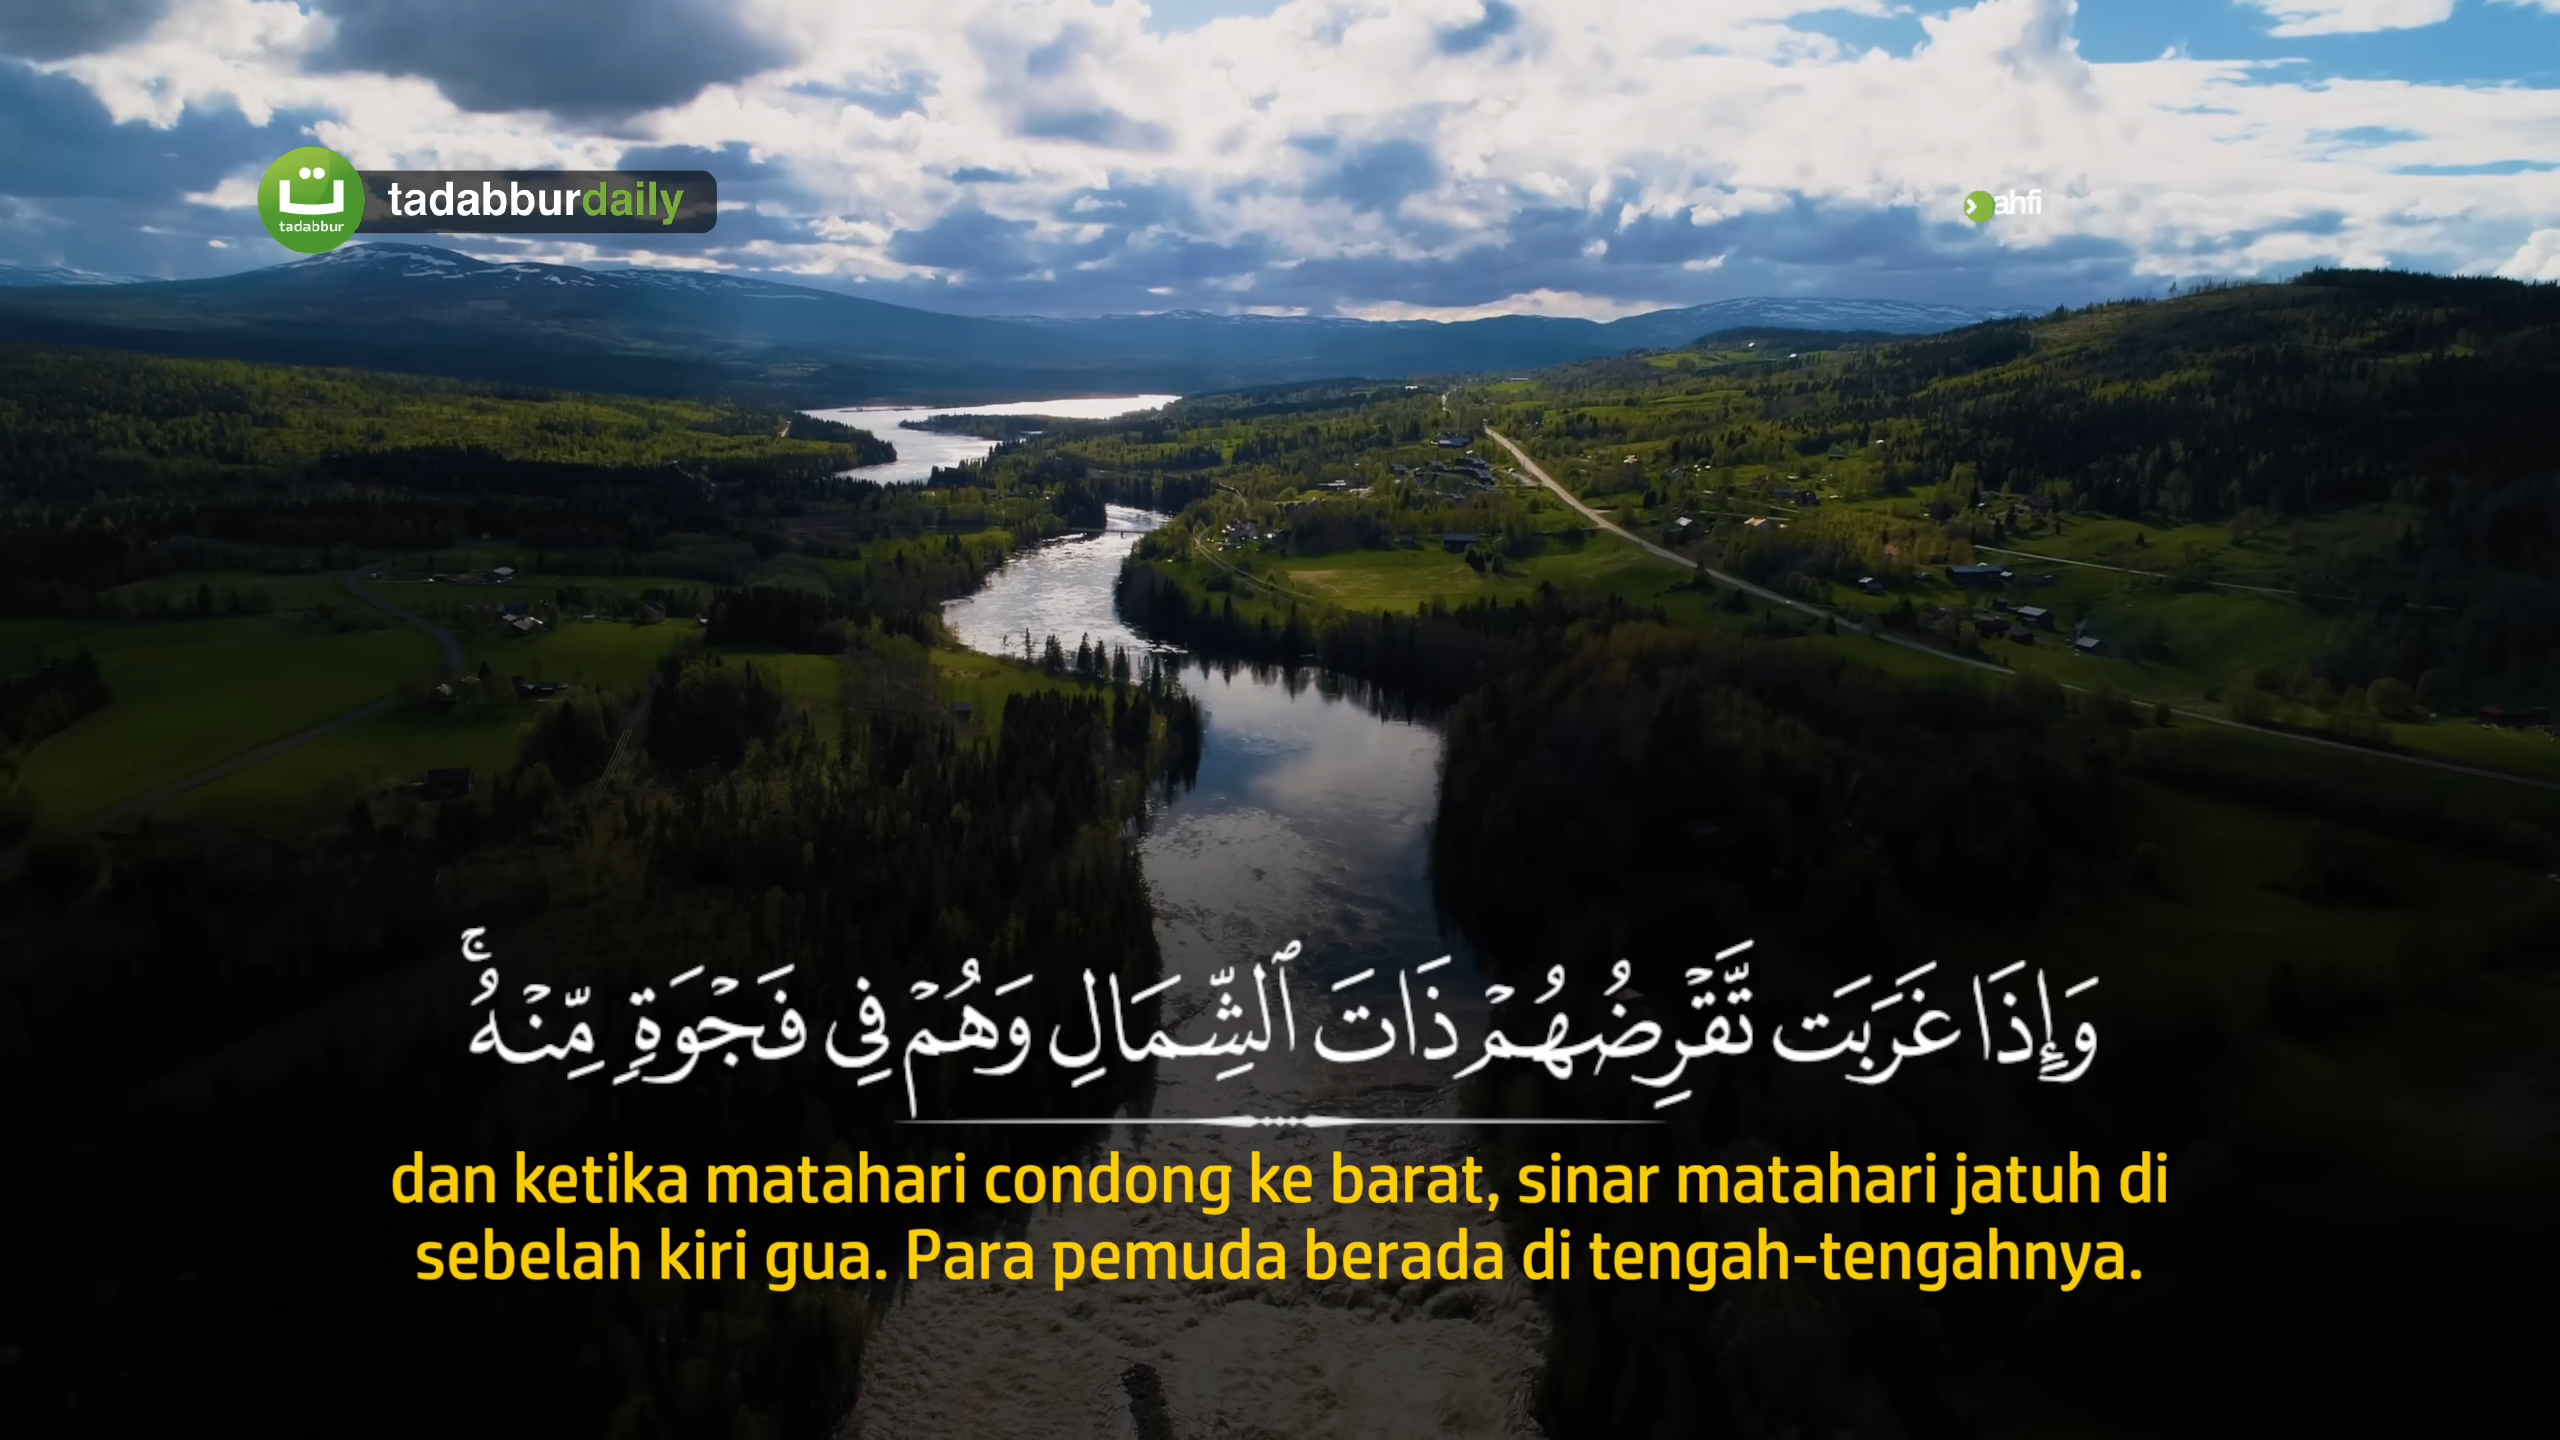 tadabbur
tadabburdaily
ahfi
وَإِذَا غَرَبَت تَّقْرِضُهُمْ ذَاتَ ٱلشِّمَالِ وَهُمْ فِي فَجْوَةٍ مِّنْهُ ۚ
dan ketika matahari condong ke barat, sinar matahari jatuh di
sebelah kiri gua. Para pemuda berada di tengah-tengahnya.